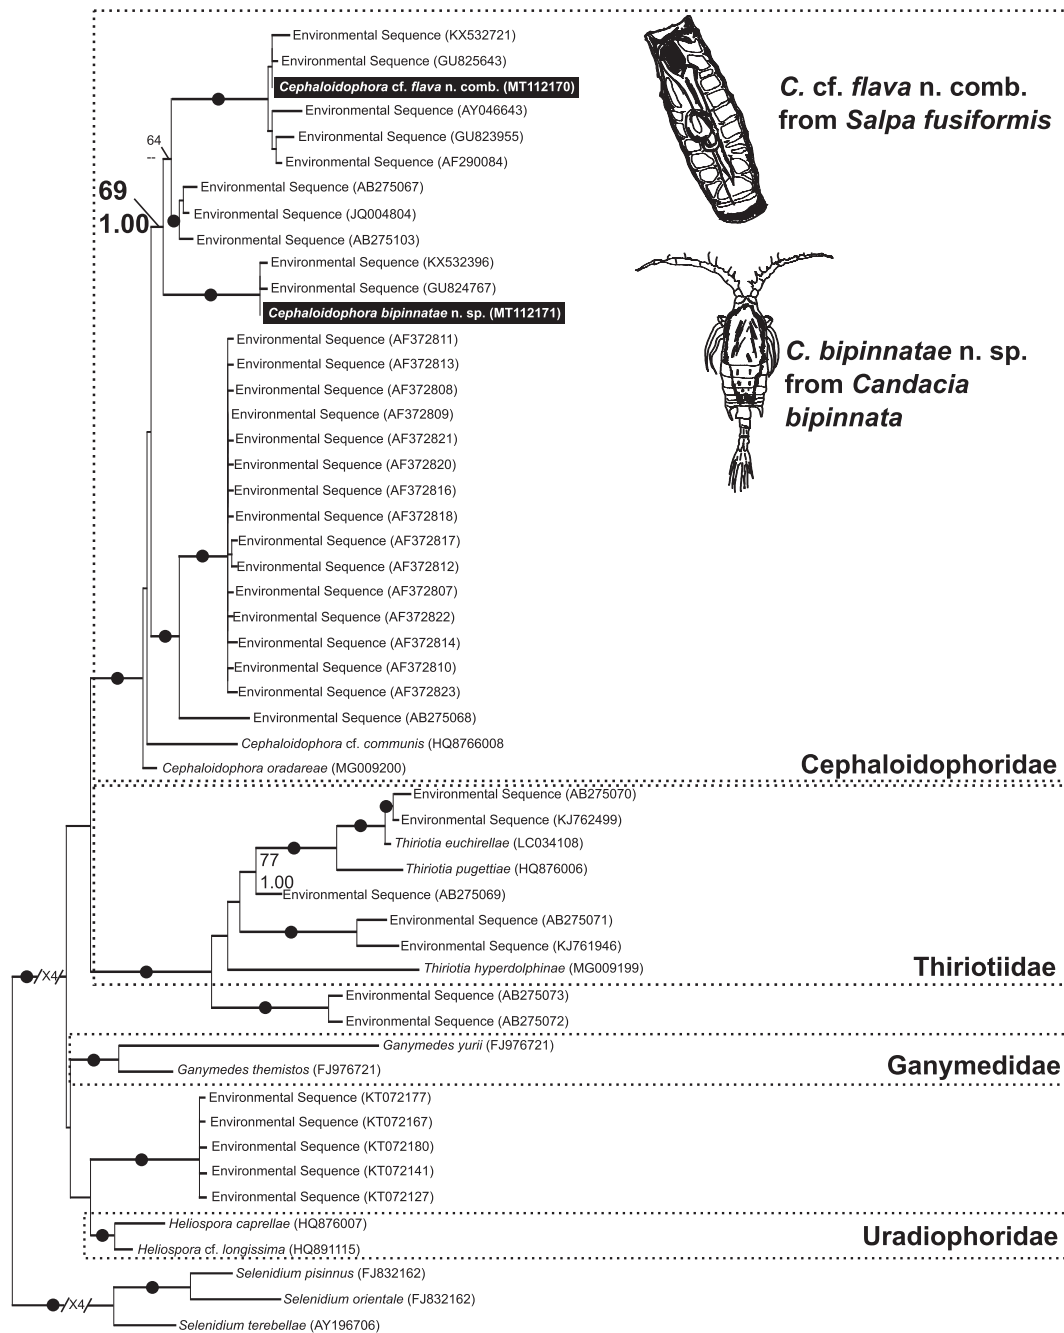 Environmental Sequence (KX532721)
Environmental Sequence (GU825643)
Cephaloidophora cf. flava n. comb. (MT112170)
Environmental Sequence (AY046643)
Environmental Sequence (GU823955)
Environmental Sequence (AF290084)
C. cf. flava n. comb.
from Salpa fusiformis
64
--
69
1.00
Environmental Sequence (AB275067)
Environmental Sequence (JQ004804)
Environmental Sequence (AB275103)
Environmental Sequence (KX532396)
Environmental Sequence (GU824767)
Cephaloidophora bipinnatae n. sp. (MT112171)
C. bipinnatae n. sp.
from Candacia
bipinnata
Environmental Sequence (AF372811)
Environmental Sequence (AF372813)
Environmental Sequence (AF372808)
Environmental Sequence (AF372809)
Environmental Sequence (AF372821)
Environmental Sequence (AF372820)
Environmental Sequence (AF372816)
Environmental Sequence (AF372818)
Environmental Sequence (AF372817)
Environmental Sequence (AF372812)
Environmental Sequence (AF372807)
Environmental Sequence (AF372822)
Environmental Sequence (AF372814)
Environmental Sequence (AF372810)
Environmental Sequence (AF372823)
Environmental Sequence (AB275068)
Cephaloidophora cf. communis (HQ8766008
Cephaloidophora oradareae (MG009200)
Cephaloidophoridae
Environmental Sequence (AB275070)
Environmental Sequence (KJ762499)
Thiriotia euchirellae (LC034108)
Thiriotia pugettiae (HQ876006)
77
1.00
Environmental Sequence (AB275069)
Environmental Sequence (AB275071)
Environmental Sequence (KJ761946)
Thiriotia hyperdolphinae (MG009199)
Thiriotiidae
X4
Environmental Sequence (AB275073)
Environmental Sequence (AB275072)
Ganymedes yurii (FJ976721)
Ganymedes themistos (FJ976721)
Ganymedidae
Environmental Sequence (KT072177)
Environmental Sequence (KT072167)
Environmental Sequence (KT072180)
Environmental Sequence (KT072141)
Environmental Sequence (KT072127)
Heliospora caprellae (HQ876007)
Heliospora cf. longissima (HQ891115)
Uradiophoridae
Selenidium pisinnus (FJ832162)
Selenidium orientale (FJ832162)
X4
Selenidium terebellae (AY196706)